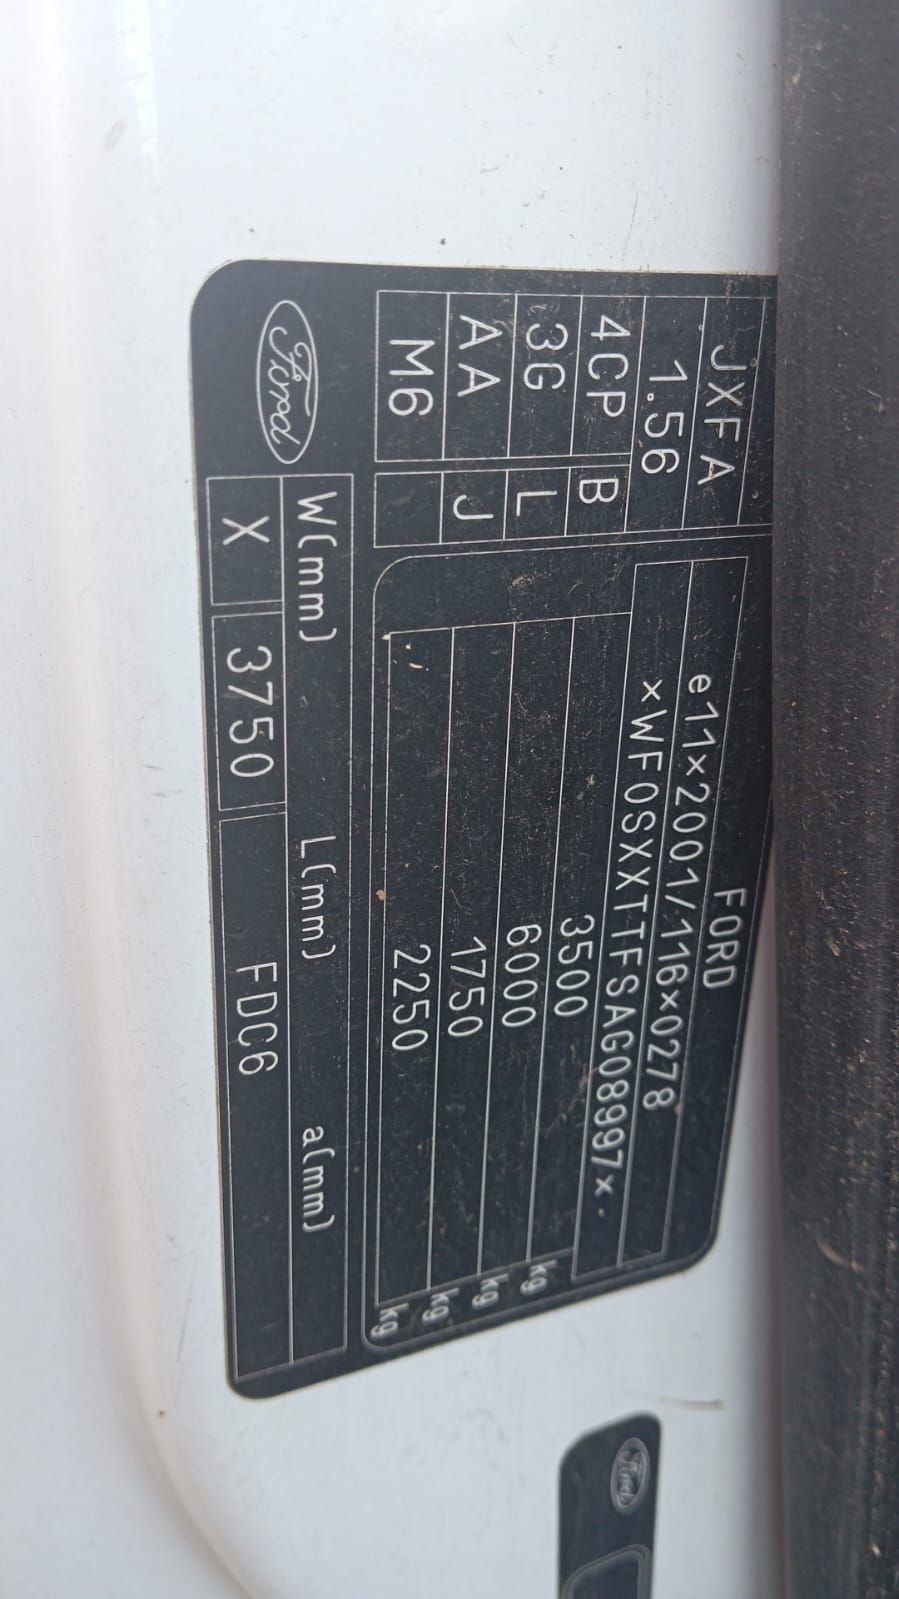 FORD
JXFA
e11×2001/116×0278
1.56
×WF0SXXTTFSAG08997×
4CP B
3500 kg
3G L
6000 kg
AA J
1750 kg
M6
2250 kg
Ford
W(mm) L(mm) a(mm)
X 3750 FDC6
Ford